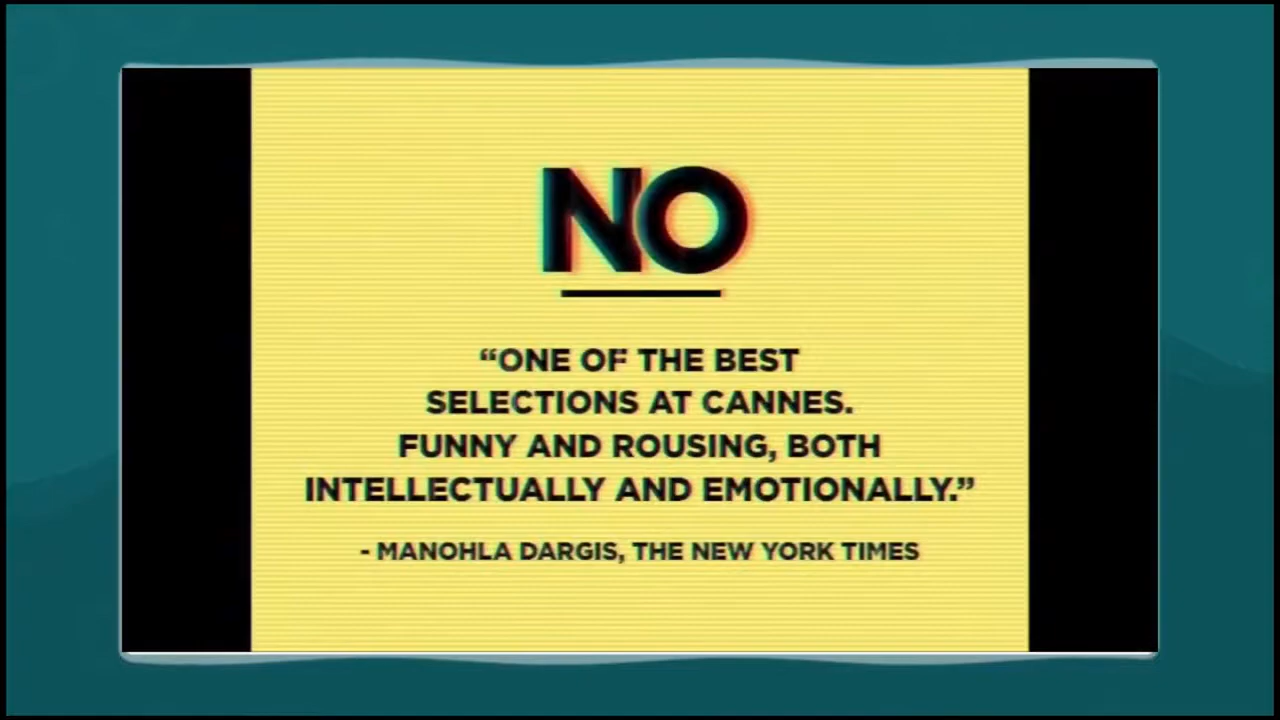 NO
“ONE OF THE BEST
SELECTIONS AT CANNES.
FUNNY AND ROUSING, BOTH
INTELLECTUALLY AND EMOTIONALLY.”
- MANOHLA DARGIS, THE NEW YORK TIMES